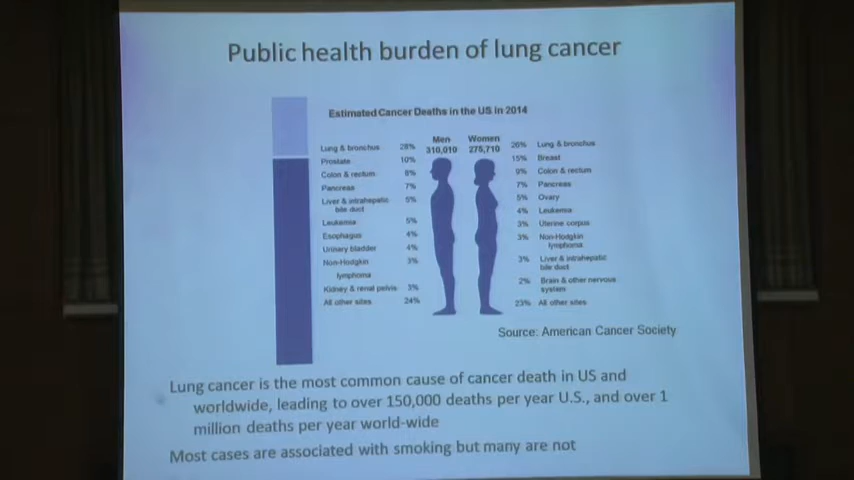 Public health burden of lung cancer
Estimated Cancer Deaths in the US in 2014
Men Women
310,010 275,710
Lung & bronchus 28% 26% Lung & bronchus
Prostate 10% 15% Breast
Colon & rectum 8% 9% Colon & rectum
Pancreas 7% 7% Pancreas
Liver & intrahepatic 5% 5% Ovary
bile duct 4% Leukemia
Leukemia 5% 3% Uterine corpus
Esophagus 4% 3% Non-Hodgkin
Urinary bladder 4% lymphoma
Non-Hodgkin 3% 3% Liver & intrahepatic
lymphoma bile duct
Kidney & renal pelvis 3% 2% Brain & other nervous
system
All other sites 24% 23% All other sites
Source: American Cancer Society
Lung cancer is the most common cause of cancer death in US and
worldwide, leading to over 150,000 deaths per year U.S., and over 1
million deaths per year world-wide
Most cases are associated with smoking but many are not